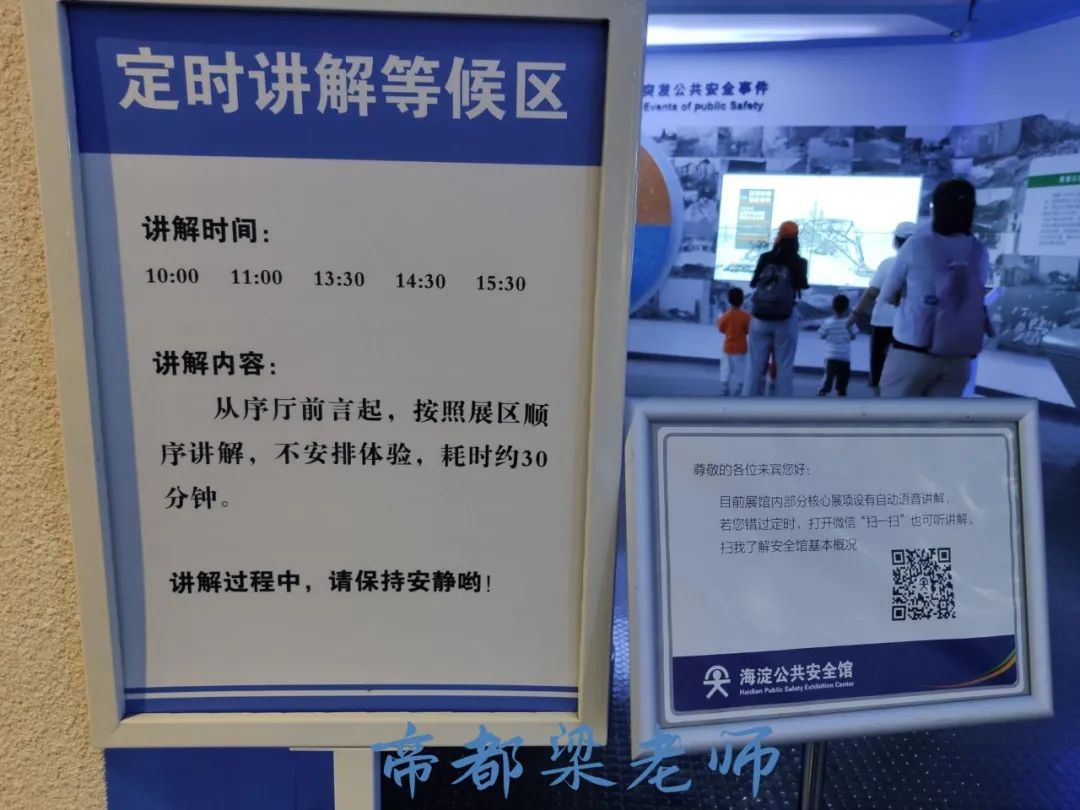 定时讲解等候区
讲解时间：
10:00 11:00 13:30 14:30 15:30
讲解内容：
从序厅前言起，按照展区顺
序讲解，不安排体验，耗时约30
分钟。
讲解过程中，请保持安静哟！
突发公共安全事件
Events of public Safety
尊敬的各位来宾您好：
目前展馆内部分核心展项设有自动语音讲解，
若您错过定时，打开微信“扫一扫”也可听讲解。
扫我了解安全馆基本概况
海淀公共安全馆
Haidian Public Safety Exhibition Center
帝都梁老师